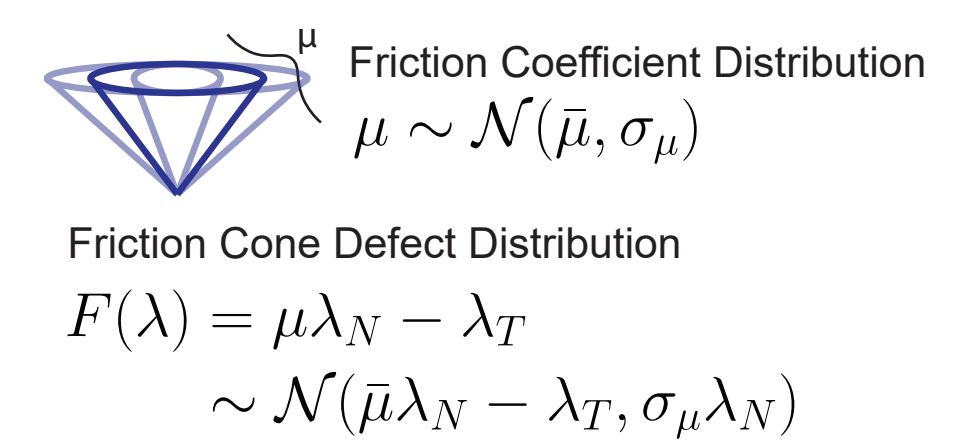 μ
Friction Coefficient Distribution
μ ∼ 𝒩(μ̄, σ_μ)
Friction Cone Defect Distribution
F(λ) = μλ_N − λ_T
∼ 𝒩(μ̄λ_N − λ_T, σ_μλ_N)